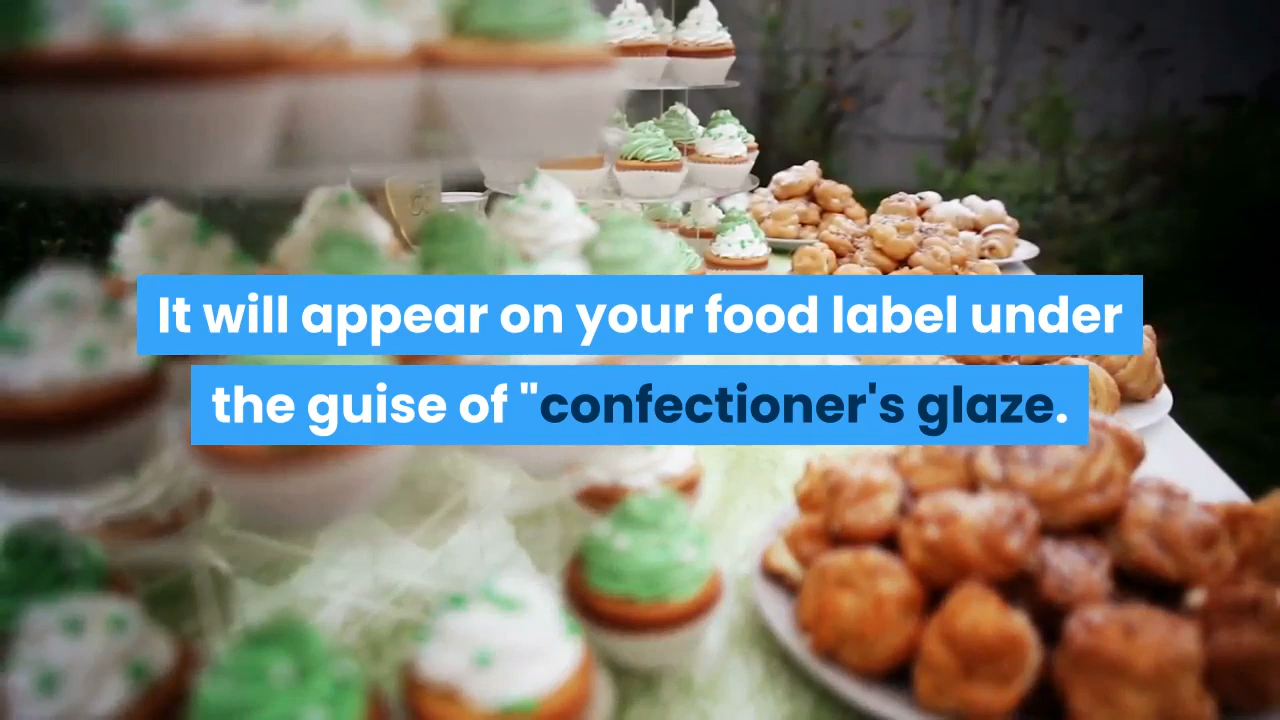 It will appear on your food label under
the guise of "confectioner's glaze.